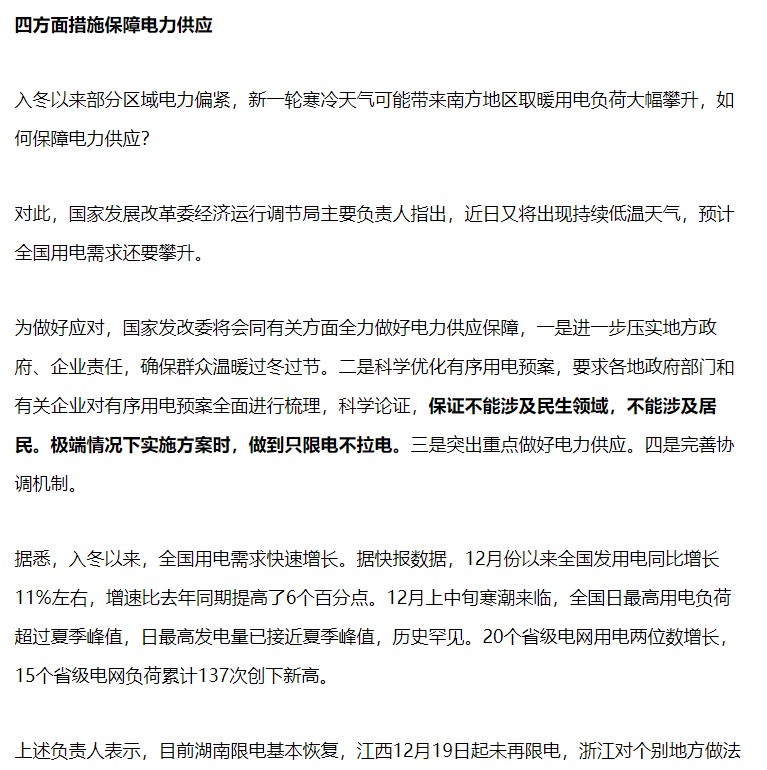 四方面措施保障电力供应
入冬以来部分区域电力偏紧，新一轮寒冷天气可能带来南方地区取暖用电负荷大幅攀升，如
何保障电力供应？
对此，国家发展改革委经济运行调节局主要负责人指出，近日又将出现持续低温天气，预计
全国用电需求还要攀升。
为做好应对，国家发改委将会同有关方面全力做好电力供应保障，一是进一步压实地方政
府、企业责任，确保群众温暖过冬过节。二是科学优化有序用电预案，要求各地政府部门和
有关企业对有序用电预案全面进行梳理，科学论证，保证不能涉及民生领域，不能涉及居
民。极端情况下实施方案时，做到只限电不拉电。三是突出重点做好电力供应。四是完善协
调机制。
据悉，入冬以来，全国用电需求快速增长。据快报数据，12月份以来全国发用电同比增长
11%左右，增速比去年同期提高了6个百分点。12月上中旬寒潮来临，全国日最高用电负荷
超过夏季峰值，日最高发电量已接近夏季峰值，历史罕见。20个省级电网用电两位数增长，
15个省级电网负荷累计137次创下新高。
上述负责人表示，目前湖南限电基本恢复，江西12月19日起未再限电，浙江对个别地方做法